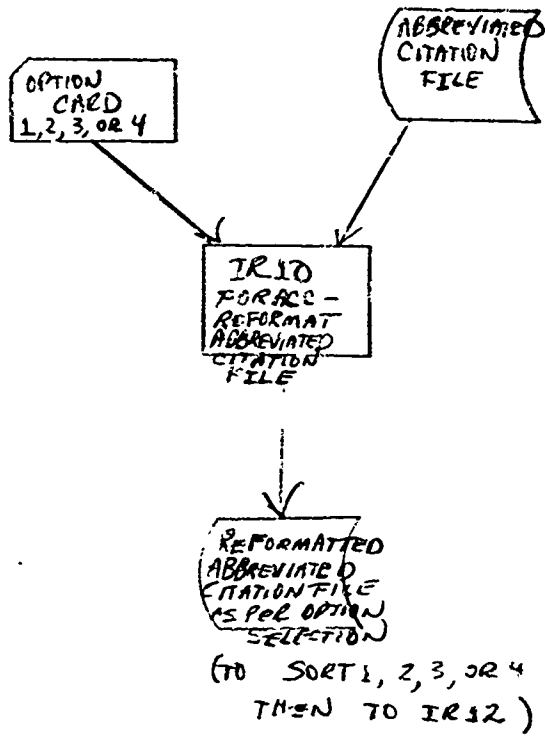 OPTION
CARD
1, 2, 3, OR 4
ABBREVIATED
CITATION
FILE
IR10
FORACC -
REFORMAT
ABBREVIATED
CITATION
FILE
REFORMATTED
ABBREVIATED
CITATION FILE
AS PER OPTION
SELECTION
(TO SORT 1, 2, 3, OR 4
THEN TO IR12)